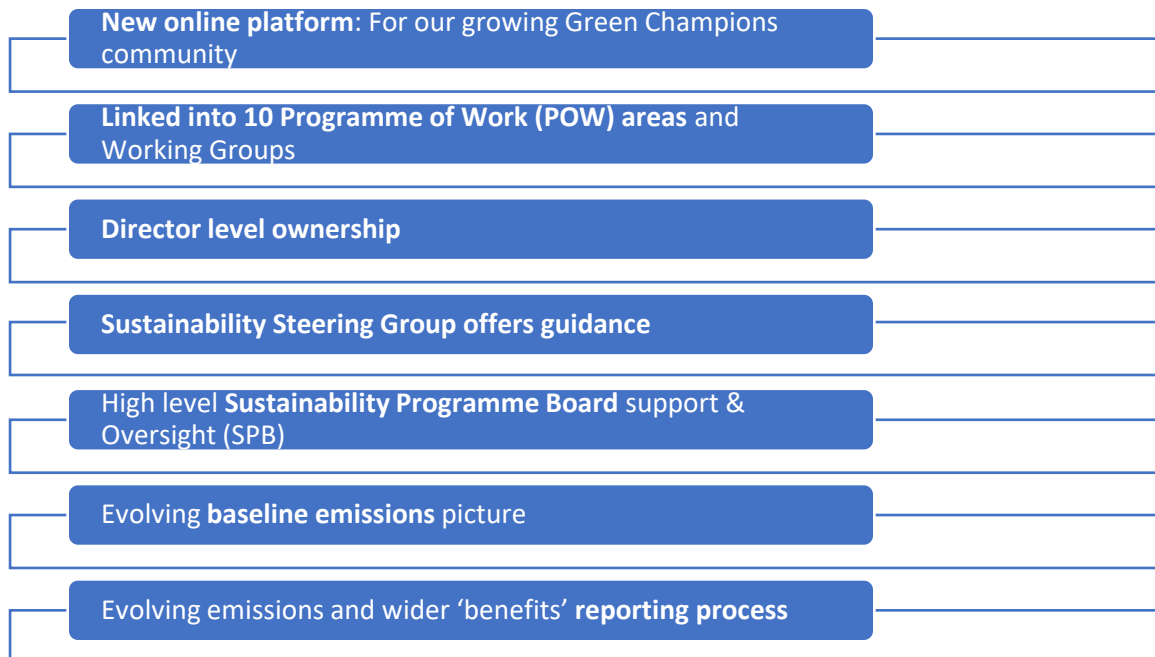 New online platform: For our growing Green Champions
community
Linked into 10 Programme of Work (POW) areas and
Working Groups
Director level ownership
Sustainability Steering Group offers guidance
High level Sustainability Programme Board support &
Oversight (SPB)
Evolving baseline emissions picture
Evolving emissions and wider ‘benefits’ reporting process